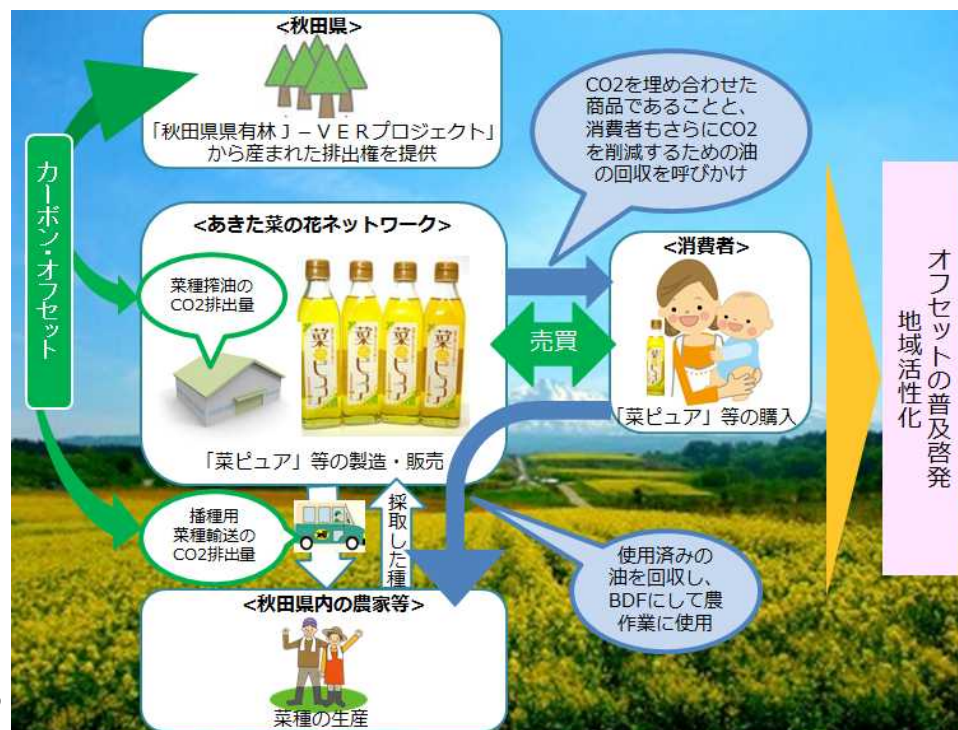 <秋田県>
「秋田県県有林J－VERプロジェクト」
から産まれた排出権を提供
カーボン・オフセット
CO2を埋め合わせた
商品であることと、
消費者もさらにCO2
を削減するための油
の回収を呼びかけ
<あきた菜の花ネットワーク>
菜種搾油の
CO2排出量
「菜ピュア」等の製造・販売
売買
<消費者>
「菜ピュア」等の購入
オフセットの普及啓発
地域活性化
播種用
菜種輸送の
CO2排出量
採取した種
使用済みの
油を回収し、
BDFにして農
作業に使用
<秋田県内の農家等>
菜種の生産